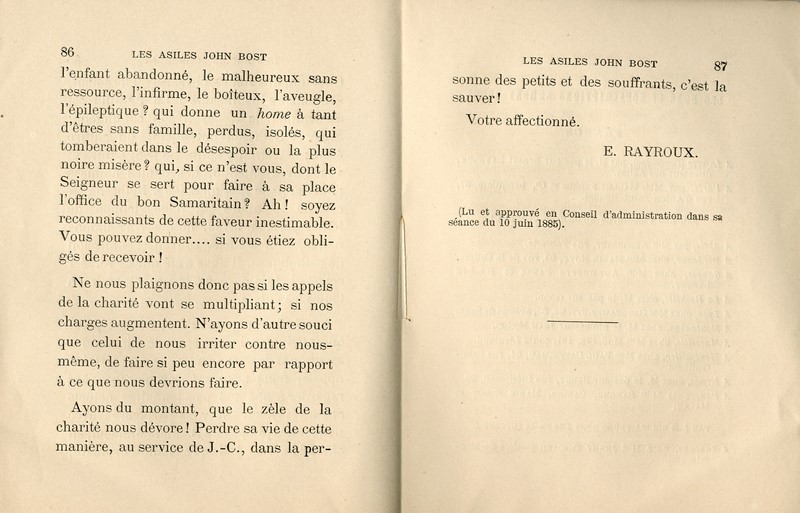 86
LES ASILES JOHN BOST
l'enfant abandonné, le malheureux sans
ressource, l'infirme, le boîteux, l'aveugle,
l'épileptique ? qui donne un home à tant
d'êtres sans famille, perdus, isolés, qui
tomberaient dans le désespoir ou la plus
noire misère ? qui, si ce n'est vous, dont le
Seigneur se sert pour faire à sa place
l'office du bon Samaritain ? Ah ! soyez
reconnaissants de cette faveur inestimable.
Vous pouvez donner.... si vous étiez obli-
gés de recevoir !
Ne nous plaignons donc pas si les appels
de la charité vont se multipliant ; si nos
charges augmentent. N'ayons d'autre souci
que celui de nous irriter contre nous-
même, de faire si peu encore par rapport
à ce que nous devrions faire.
Ayons du montant, que le zèle de la
charité nous dévore ! Perdre sa vie de cette
manière, au service de J.-C., dans la per-
LES ASILES JOHN BOST
87
sonne des petits et des souffrants, c'est la
sauver !
Votre affectionné.
E. RAYROUX.
(Lu et approuvé en Conseil d'administration dans sa
séance du 10 juin 1885).